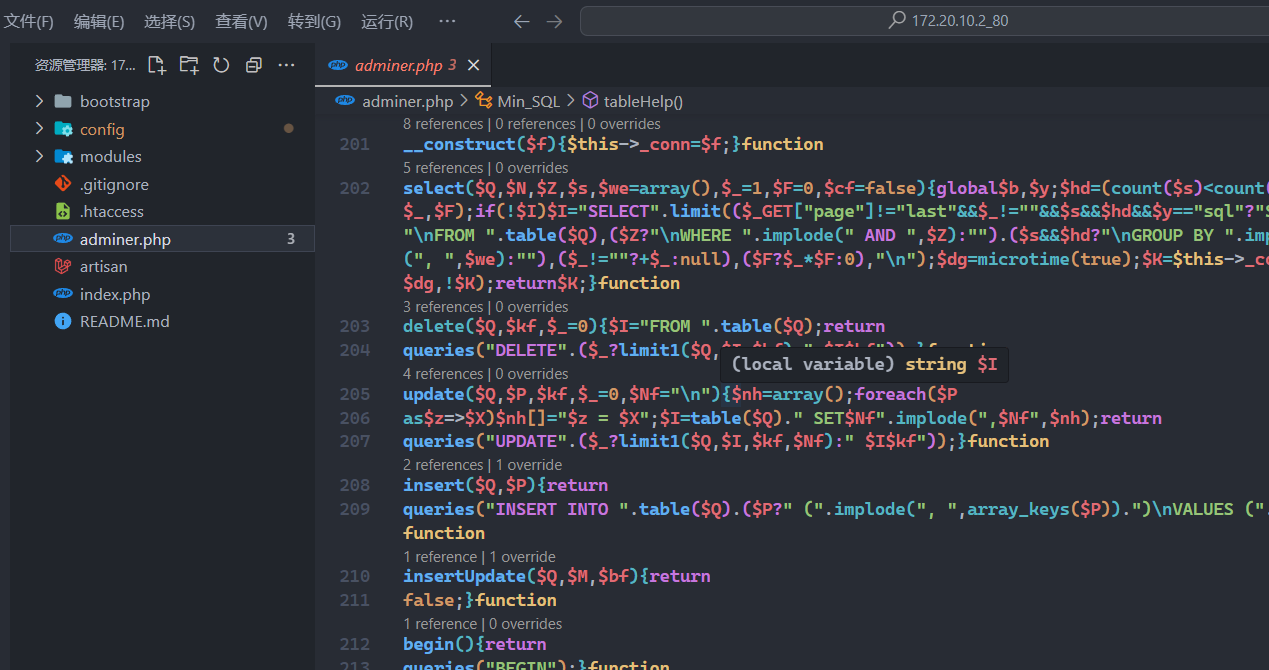 文件(F) 编辑(E) 选择(S) 查看(V) 转到(G) 运行(R) ··· 172.20.10.2_80
资源管理器: 17... ···
adminer.php 3
bootstrap
config
modules
.gitignore
.htaccess
adminer.php 3
artisan
index.php
README.md
adminer.php > Min_SQL > tableHelp()
8 references | 0 references | 0 overrides
201 __construct($f){$this->_conn=$f;}function
5 references | 0 overrides
202 select($Q,$N,$Z,$s,$we=array(),$_=1,$F=0,$cf=false){global$b,$y;$hd=(count($s)<count(
$_,$F);if(!$I)$I="SELECT".limit(($_GET["page"]!="last"&&$_!=""&&$s&&$hd&&$y=="sql"?"S
"\nFROM ".table($Q),($Z?"\nWHERE ".implode(" AND ",$Z):"").($s&&$hd?"\nGROUP BY ".imp
(", ",$we):""),($_!=""?+$_:null),($F?$_*$F:0),"\n");$dg=microtime(true);$K=$this->_co
$dg,!$K);return$K;}function
3 references | 0 overrides
203 delete($Q,$kf,$_=0){$I="FROM ".table($Q);return
204 queries("DELETE".($_?limit1($Q,
(local variable) string $I
4 references | 0 overrides
205 update($Q,$P,$kf,$_=0,$Nf="\n"){$nh=array();foreach($P
206 as$z=>$X)$nh[]="$z = $X";$I=table($Q)." SET$Nf".implode(",$Nf",$nh);return
207 queries("UPDATE".($_?limit1($Q,$I,$kf,$Nf):" $I$kf"));}function
2 references | 1 override
208 insert($Q,$P){return
209 queries("INSERT INTO ".table($Q).($P?" (".implode(", ",array_keys($P)).")\nVALUES (".
function
1 reference | 1 override
210 insertUpdate($Q,$M,$bf){return
211 false;}function
1 reference | 0 overrides
212 begin(){return
213 queries("BEGIN");}function